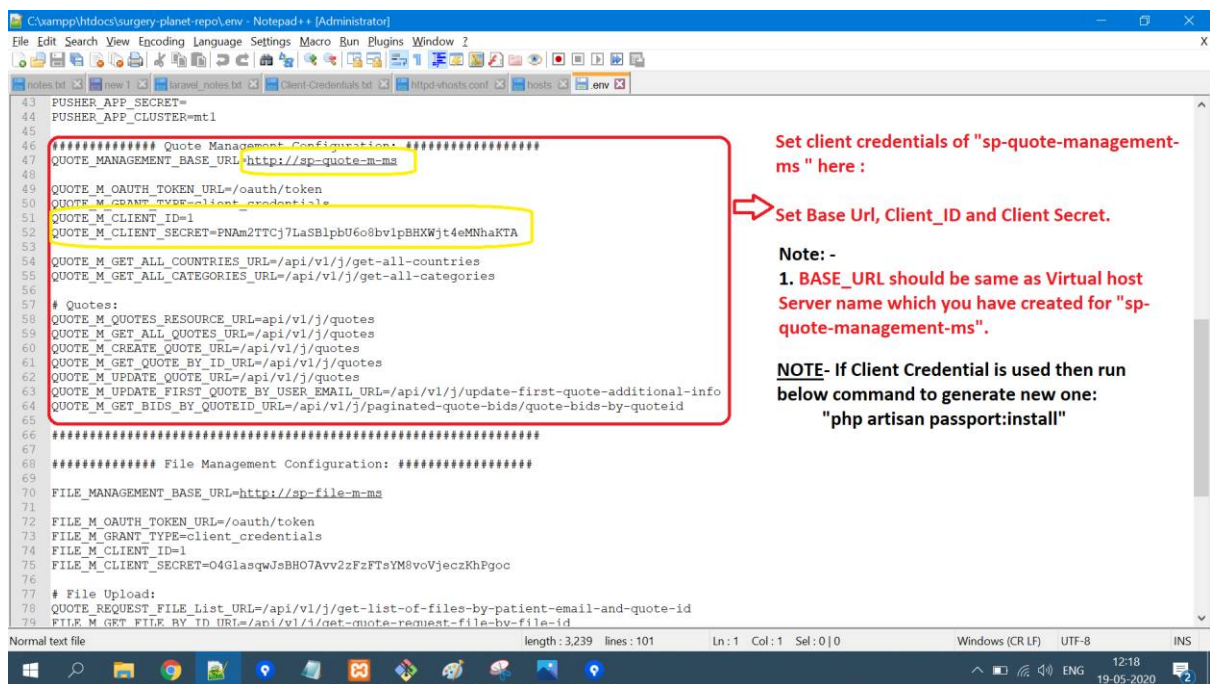 C:\xampp\htdocs\surgery-planet-repo\.env - Notepad++ [Administrator]
File Edit Search View Encoding Language Settings Macro Run Plugins Window ?
X
notes.txt new 1 laravel_notes.txt Client-Credentials.txt httpd-vhosts.conf hosts .env
43 PUSHER_APP_SECRET=
44 PUSHER_APP_CLUSTER=mt1
45
46 ############## Quote Management Configuration: ##################
47 QUOTE_MANAGEMENT_BASE_URL=http://sp-quote-m-ms
48
49 QUOTE_M_OAUTH_TOKEN_URL=/oauth/token
50 QUOTE_M_GRANT_TYPE=client_credentials
51 QUOTE_M_CLIENT_ID=1
52 QUOTE_M_CLIENT_SECRET=PNAm2TTCj7LaSBlpbU6o8bvlpBHXWjt4eMNhaKTA
53
54 QUOTE_M_GET_ALL_COUNTRIES_URL=/api/v1/j/get-all-countries
55 QUOTE_M_GET_ALL_CATEGORIES_URL=/api/v1/j/get-all-categories
56
57 # Quotes:
58 QUOTE_M_QUOTES_RESOURCE_URL=api/v1/j/quotes
59 QUOTE_M_GET_ALL_QUOTES_URL=/api/v1/j/quotes
60 QUOTE_M_CREATE_QUOTE_URL=/api/v1/j/quotes
61 QUOTE_M_GET_QUOTE_BY_ID_URL=/api/v1/j/quotes
62 QUOTE_M_UPDATE_QUOTE_URL=/api/v1/j/quotes
63 QUOTE_M_UPDATE_FIRST_QUOTE_BY_USER_EMAIL_URL=/api/v1/j/update-first-quote-additional-info
64 QUOTE_M_GET_BIDS_BY_QUOTEID_URL=/api/v1/j/paginated-quote-bids/quote-bids-by-quoteid
65
66 #################################################################
67
68 ############## File Management Configuration: ##################
69
70 FILE_MANAGEMENT_BASE_URL=http://sp-file-m-ms
71
72 FILE_M_OAUTH_TOKEN_URL=/oauth/token
73 FILE_M_GRANT_TYPE=client_credentials
74 FILE_M_CLIENT_ID=1
75 FILE_M_CLIENT_SECRET=O4GlasqwJsBHO7Avv2zFzFTsYM8voVjeczKhPgoc
76
77 # File Upload:
78 QUOTE_REQUEST_FILE_List_URL=/api/v1/j/get-list-of-files-by-patient-email-and-quote-id
79 FILE_M_GET_FILE_BY_ID_URL=/api/v1/j/get-quote-request-file-by-file-id
Set client credentials of "sp-quote-management-
ms " here :
Set Base Url, Client_ID and Client Secret.
Note: -
1. BASE_URL should be same as Virtual host
Server name which you have created for "sp-
quote-management-ms".
NOTE- If Client Credential is used then run
below command to generate new one:
"php artisan passport:install"
Normal text file length : 3,239 lines : 101 Ln : 1 Col : 1 Sel : 0 | 0 Windows (CR LF) UTF-8 INS
ENG
12:18
19-05-2020
2